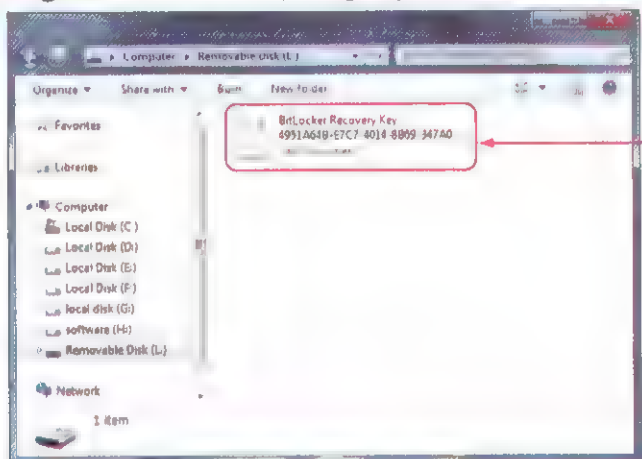 Computer ▸ Removable Disk (L:)
Organize Share with Burn New folder
Favorites
BitLocker Recovery Key
4951A64B-E7C7-4014-8B69-347A0
Libraries
Computer
Local Disk (C:)
Local Disk (D:)
Local Disk (E:)
Local Disk (F:)
local disk (G:)
software (H:)
Removable Disk (L:)
Network
1 item